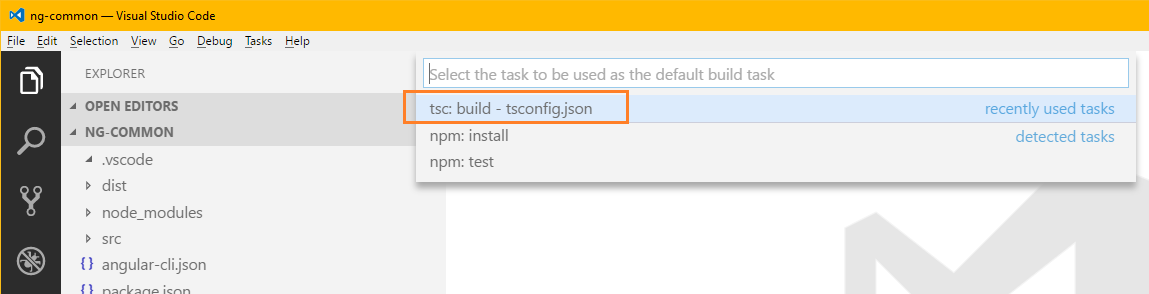 ng-common — Visual Studio Code
File Edit Selection View Go Debug Tasks Help
EXPLORER
OPEN EDITORS
NG-COMMON
.vscode
dist
node_modules
src
angular-cli.json
package.json
Select the task to be used as the default build task
tsc: build - tsconfig.json recently used tasks
npm: install detected tasks
npm: test